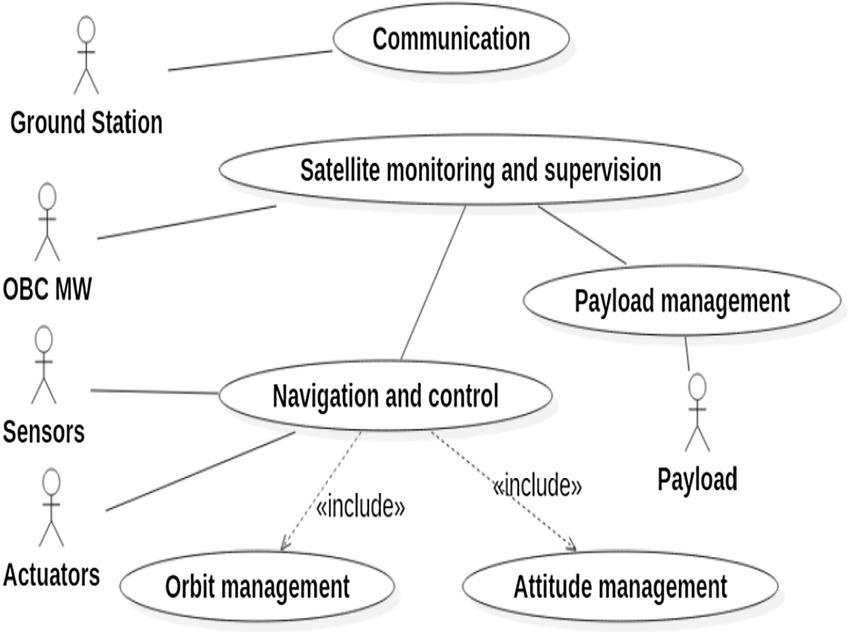 Communication
Ground Station
Satellite monitoring and supervision
OBC MW
Payload management
Navigation and control
Sensors
Payload
«include»
«include»
Actuators
Orbit management
Attitude management